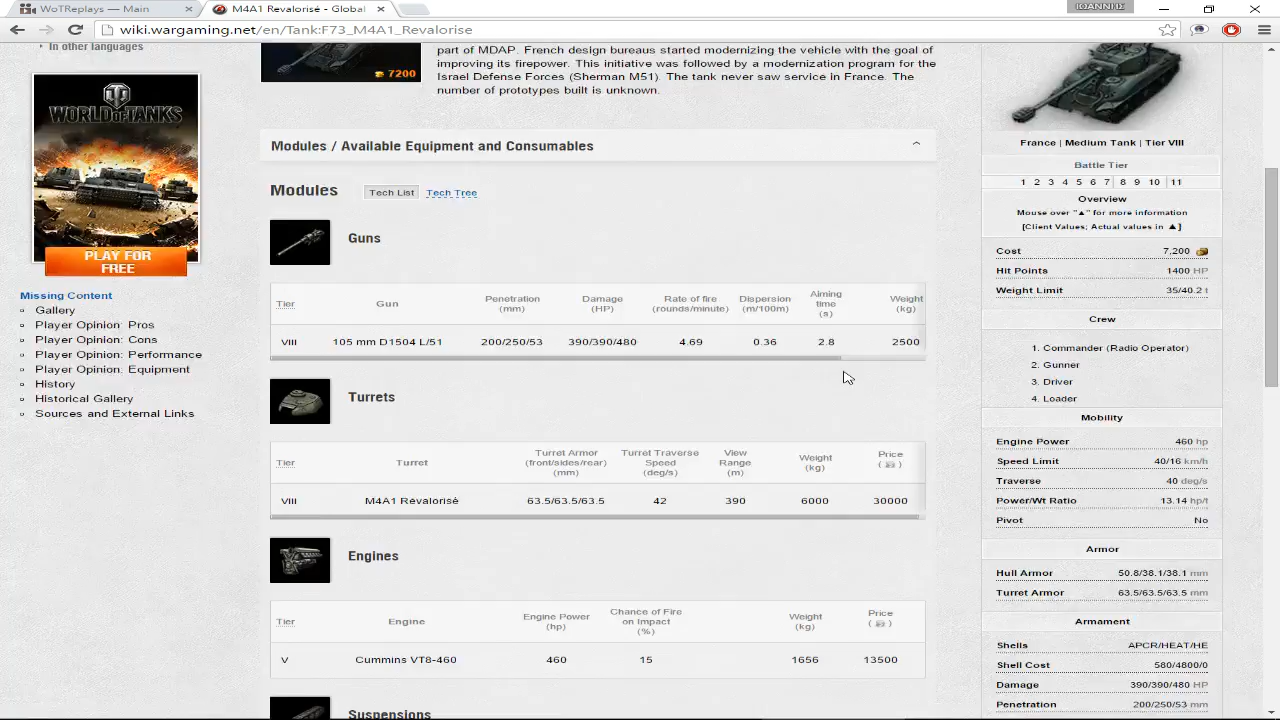 WoTReplays — Main
M4A1 Revalorisé - Global
IOANNIS
wiki.wargaming.net/en/Tank:F73_M4A1_Revalorise
In other languages
WORLD OF TANKS
PLAY FOR
FREE
Missing Content
Gallery
Player Opinion: Pros
Player Opinion: Cons
Player Opinion: Performance
Player Opinion: Equipment
History
Historical Gallery
Sources and External Links
7200
part of MDAP. French design bureaus started modernizing the vehicle with the goal of
improving its firepower. This initiative was followed by a modernization program for the
Israel Defense Forces (Sherman M51). The tank never saw service in france. The
number of prototypes built is unknown.
Modules / Available Equipment and Consumables
Modules Tech List Tech Tree
Guns
Tier Gun Penetration (mm) Damage (HP) Rate of fire (rounds/minute) Dispersion (m/100m) Aiming time (s) Weight (kg)
VIII 105 mm D1504 L/51 200/250/53 390/390/480 4.69 0.36 2.8 2500
Turrets
Tier Turret Turret Armor (front/sides/rear) (mm) Turret Traverse Speed (deg/s) View Range (m) Weight (kg) Price ( )
VIII M4A1 Revalorisé 63.5/63.5/63.5 42 390 6000 30000
Engines
Tier Engine Engine Power (hp) Chance of Fire on Impact (%) Weight (kg) Price ( )
V Cummins VT8-460 460 15 1656 13500
Suspensions
France | Medium Tank | Tier VIII
Battle Tier
1 2 3 4 5 6 7 8 9 10 11
Overview
Mouse over "▲" for more information
[Client Values; Actual values in ▲]
Cost 7,200
Hit Points 1400 HP
Weight Limit 35/40.2 t
Crew
1. Commander (Radio Operator)
2. Gunner
3. Driver
4. Loader
Mobility
Engine Power 460 hp
Speed Limit 40/16 km/h
Traverse 40 deg/s
Power/Wt Ratio 13.14 hp/t
Pivot No
Armor
Hull Armor 50.8/38.1/38.1 mm
Turret Armor 63.5/63.5/63.5 mm
Armament
Shells APCR/HEAT/HE
Shell Cost 560/4800/0
Damage 390/390/480 HP
Penetration 200/250/53 mm